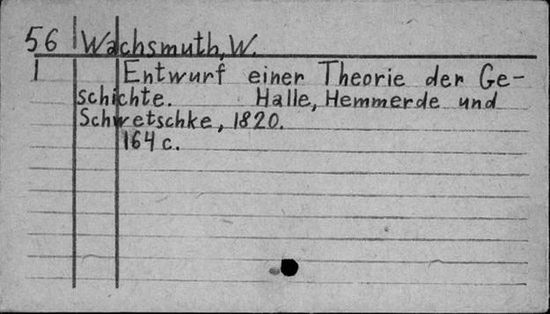 56 Wachsmuth, W.
1 Entwurf einer Theorie der Ge-
schichte. Halle, Hemmerde und
Schwetschke, 1820.
164 c.